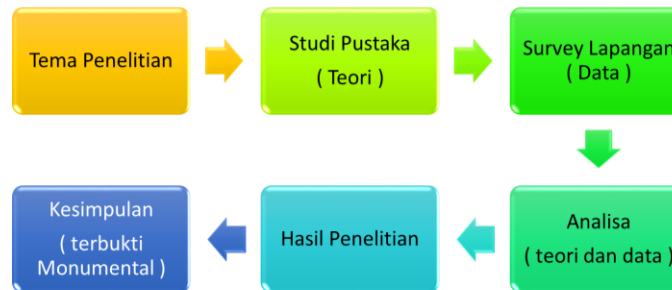 Tema Penelitian
Studi Pustaka
( Teori )
Survey Lapangan
( Data )
Analisa
( teori dan data )
Hasil Penelitian
Kesimpulan
( terbukti
Monumental )